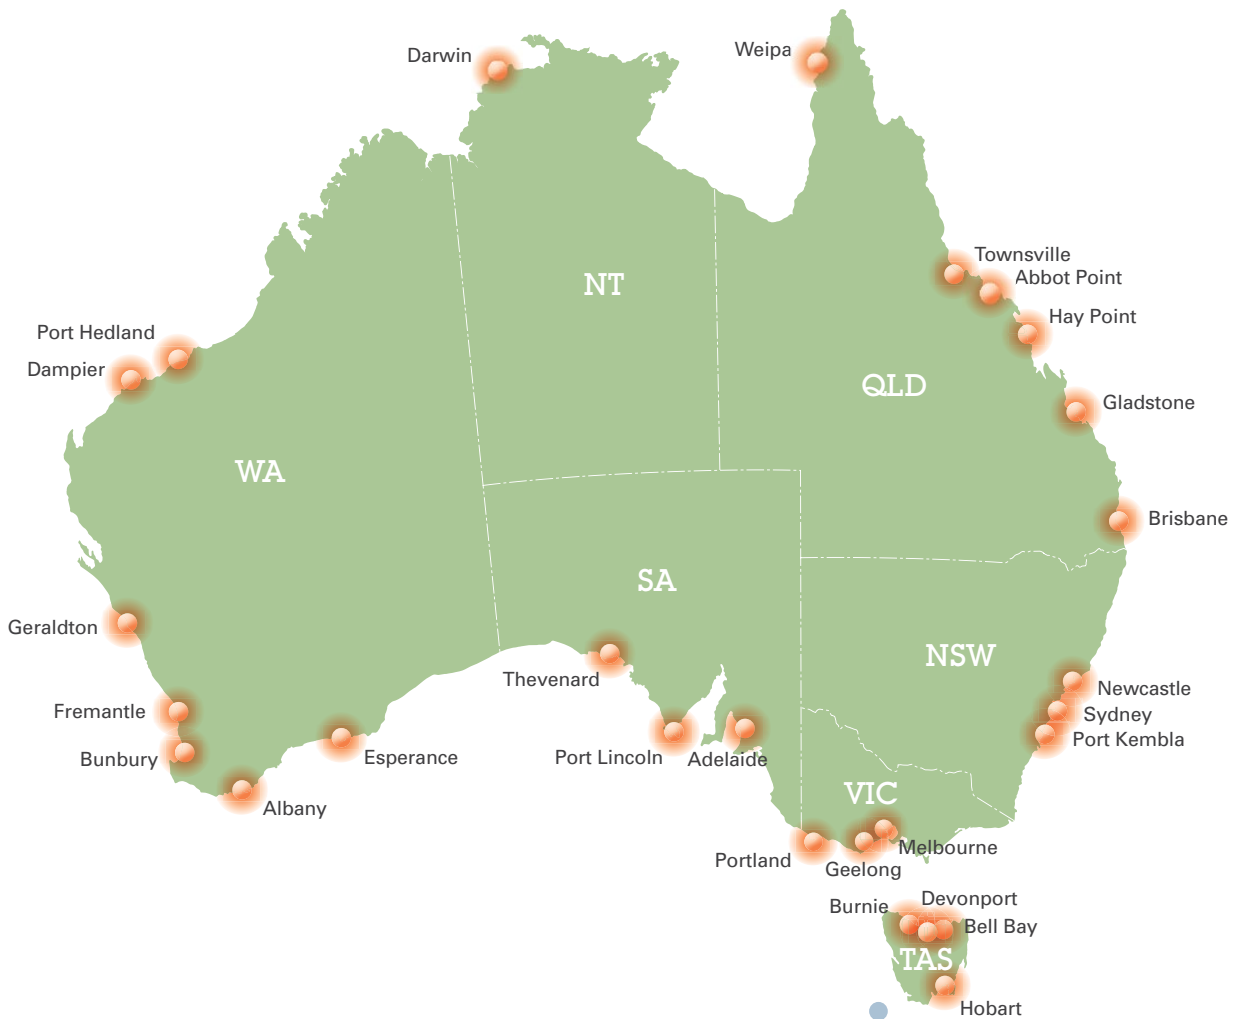 Darwin
Weipa
Townsville
Abbot Point
NT
Hay Point
Port Hedland
Dampier
QLD
Gladstone
WA
Brisbane
SA
Geraldton
NSW
Thevenard
Newcastle
Fremantle
Sydney
Port Kembla
Bunbury
Esperance
Port Lincoln
Adelaide
VIC
Albany
Melbourne
Portland
Geelong
Devonport
Burnie
Bell Bay
TAS
Hobart